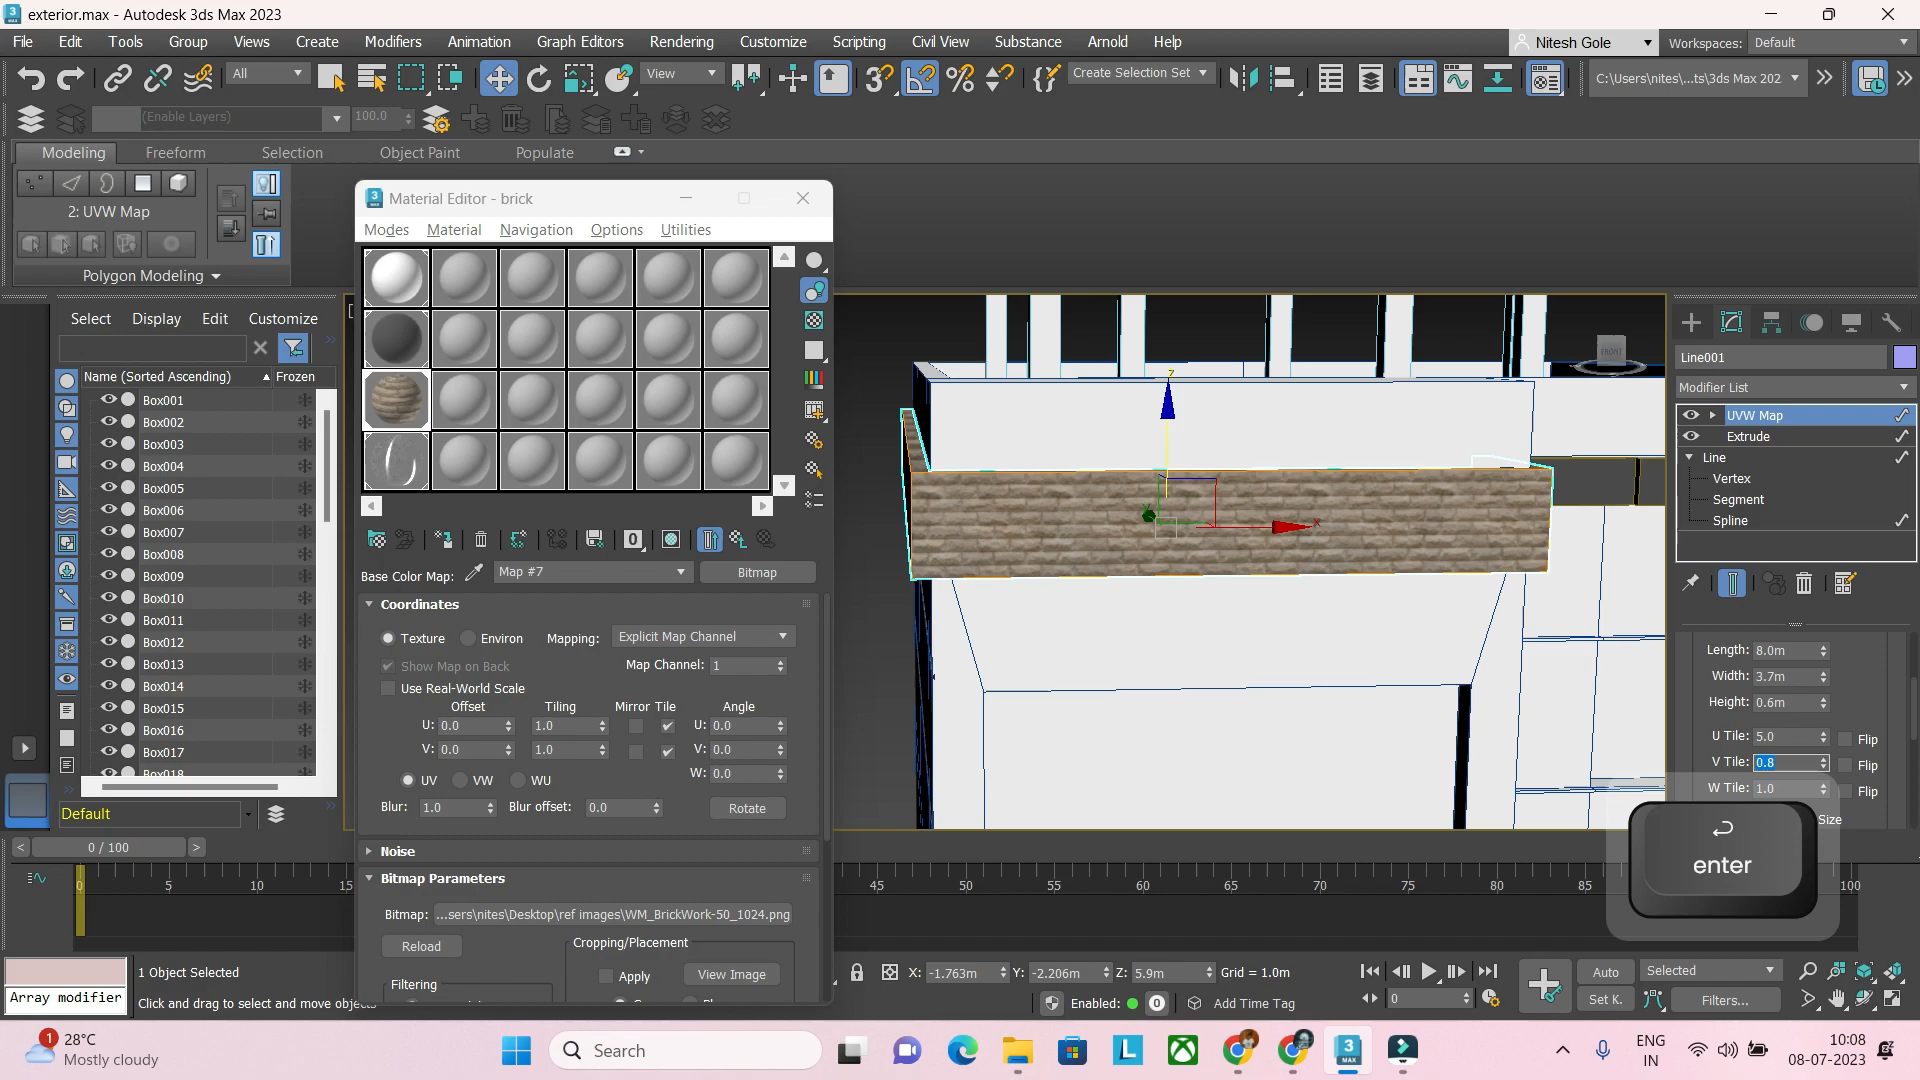 exterior.max - Autodesk 3ds Max 2023
File Edit Tools Group Views Create Modifiers Animation Graph Editors Rendering Customize Scripting Civil View Substance Arnold Help
Nitesh Gole
Workspaces: Default
All
View
Create Selection Set
C:\Users\nites\...ts\3ds Max 202
(Enable Layers)
100.0
Modeling Freeform Selection Object Paint Populate
2: UVW Map
Polygon Modeling
Select Display Edit Customize
Name (Sorted Ascending) Frozen
Box001
Box002
Box003
Box004
Box005
Box006
Box007
Box008
Box009
Box010
Box011
Box012
Box013
Box014
Box015
Box016
Box017
Box018
Default
0 / 100
Material Editor - brick
Modes Material Navigation Options Utilities
Base Color Map: Map #7 Bitmap
Coordinates
Texture Environ Mapping: Explicit Map Channel
Show Map on Back Map Channel: 1
Use Real-World Scale
Offset Tiling Mirror Tile Angle
U: 0.0 1.0 U: 0.0
V: 0.0 1.0 V: 0.0
UV VW WU W: 0.0
Blur: 1.0 Blur offset: 0.0 Rotate
Noise
Bitmap Parameters
Bitmap: ...sers\nites\Desktop\ref images\WM_BrickWork-50_1024.png
Reload Cropping/Placement
Apply View Image
Filtering
FRONT
z
x
Line001
Modifier List
UVW Map
Extrude
Line
Vertex
Segment
Spline
Length: 8.0m
Width: 3.7m
Height: 0.6m
U Tile: 5.0 Flip
V Tile: 0.8 Flip
W Tile: 1.0 Flip
Size
enter
0 5 10 15 45 50 55 60 65 70 75 80 85 100
Array modifier
1 Object Selected
Click and drag to select and move objects
X: -1.763m Y: -2.206m Z: 5.9m Grid = 1.0m
Enabled: 0 Add Time Tag
0
Auto Selected
Set K. Filters...
1
28°C
Mostly cloudy
Search
ENG
IN
10:08
08-07-2023